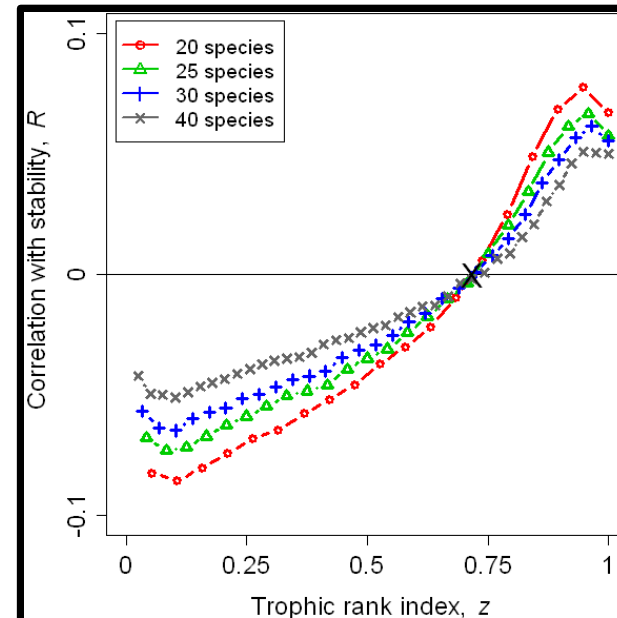 0.1
0
-0.1
Correlation with stability, R
20 species
25 species
30 species
40 species
0
0.25
0.5
0.75
1
Trophic rank index, z